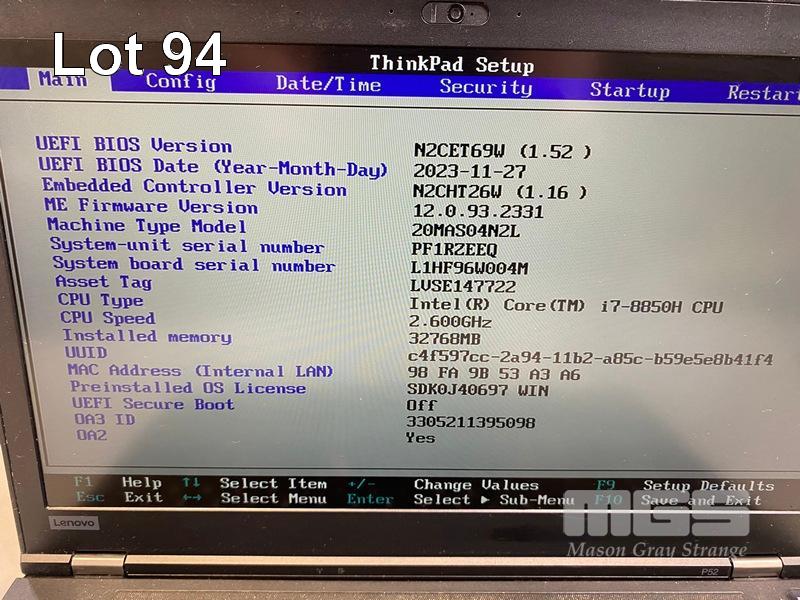 Lot 94
ThinkPad Setup
Main Config Date/Time Security Startup Restart
UEFI BIOS Version N2CET69W (1.52 )
UEFI BIOS Date (Year-Month-Day) 2023-11-27
Embedded Controller Version N2CHT26W (1.16 )
ME Firmware Version 12.0.93.2331
Machine Type Model 20MAS04N2L
System-unit serial number PF1RZEEQ
System board serial number L1HF96W004M
Asset Tag LVSE147722
CPU Type Intel(R) Core(TM) i7-8850H CPU
CPU Speed 2.600GHz
Installed memory 32768MB
UUID c4f597cc-2a94-11b2-a85c-b59e5e8b41f4
MAC Address (Internal LAN) 98 FA 9B 53 A3 A6
Preinstalled OS License SDK0J40697 WIN
UEFI Secure Boot Off
OA3 ID 3305211395098
OA2 Yes
F1 Help ↑↓ Select Item +/- Change Values F9 Setup Defaults
Esc Exit ←→ Select Menu Enter Select ▶ Sub-Menu F10 Save and Exit
Lenovo
MGS
Mason Gray Strange
P52